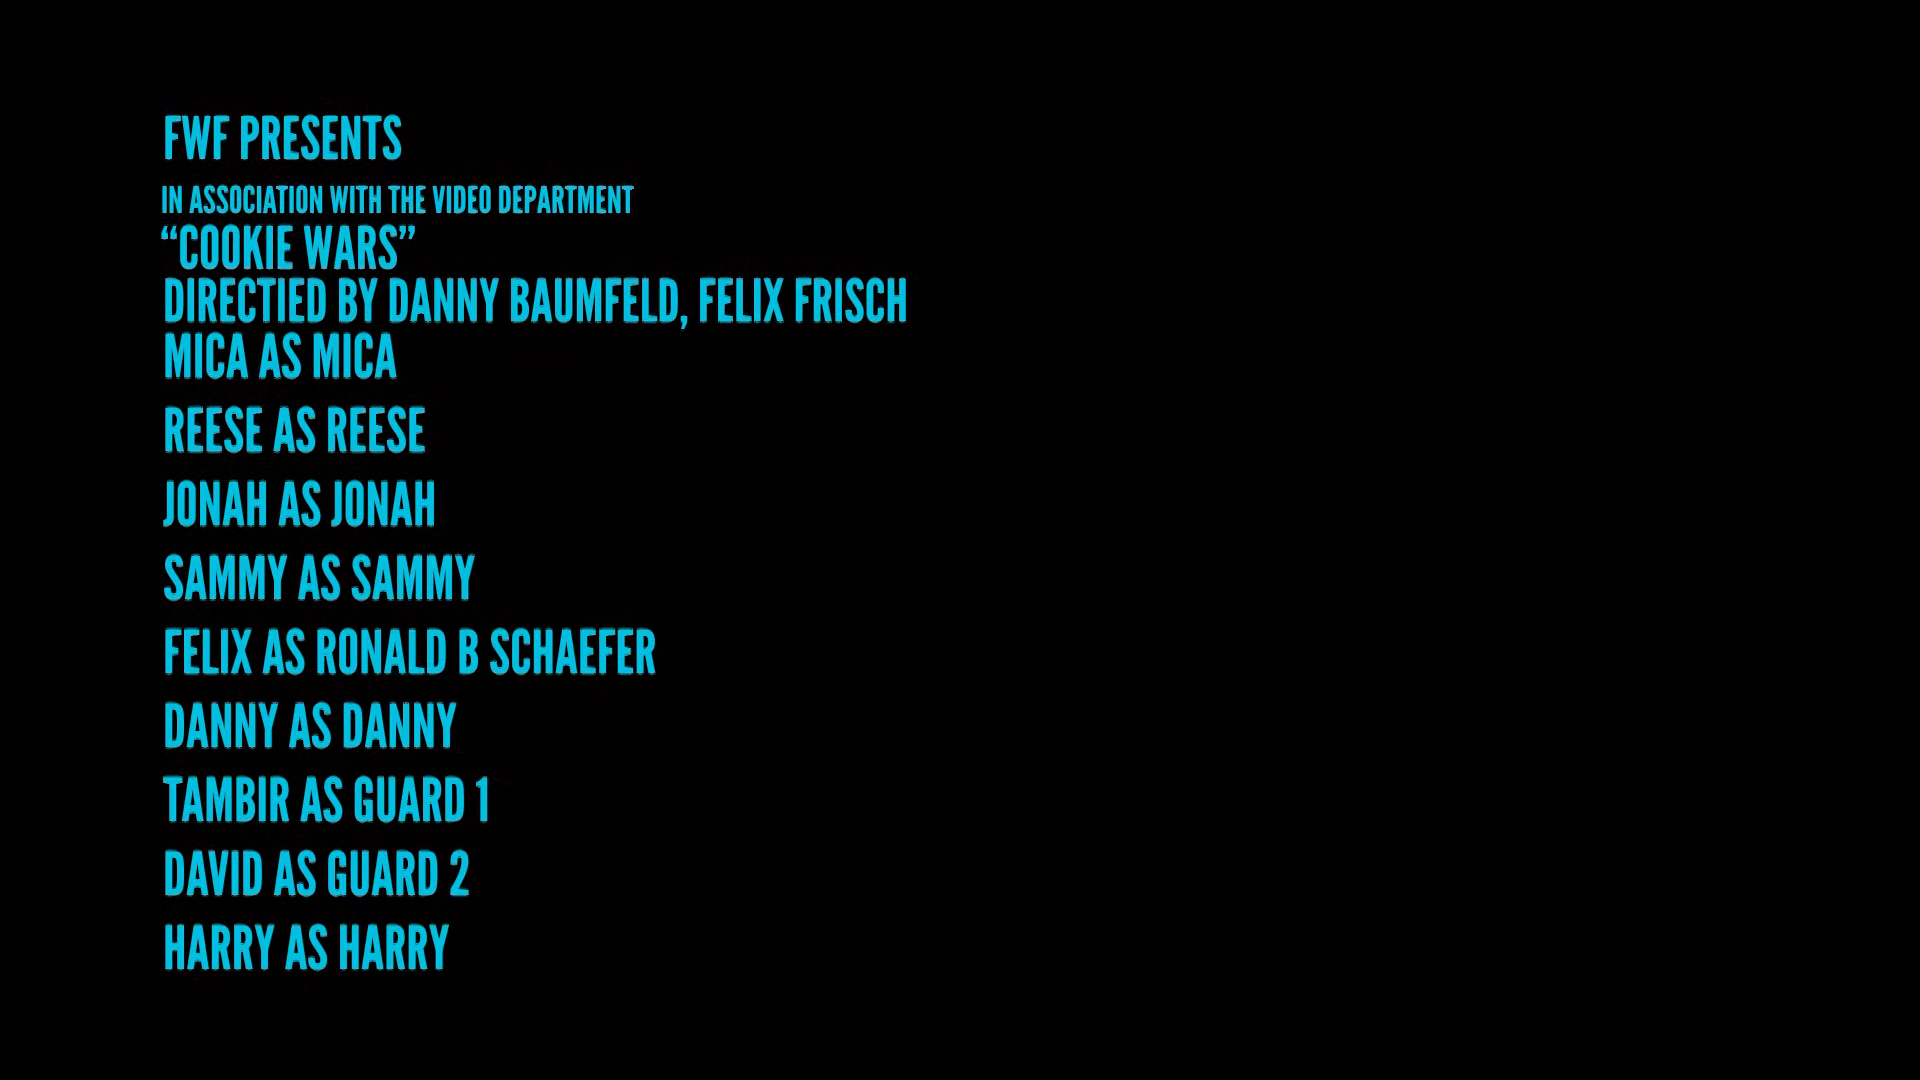 FWF PRESENTS
IN ASSOCIATION WITH THE VIDEO DEPARTMENT
“COOKIE WARS”
DIRECTIED BY DANNY BAUMFELD, FELIX FRISCH
MICA AS MICA
REESE AS REESE
JONAH AS JONAH
SAMMY AS SAMMY
FELIX AS RONALD B SCHAEFER
DANNY AS DANNY
TAMBIR AS GUARD 1
DAVID AS GUARD 2
HARRY AS HARRY